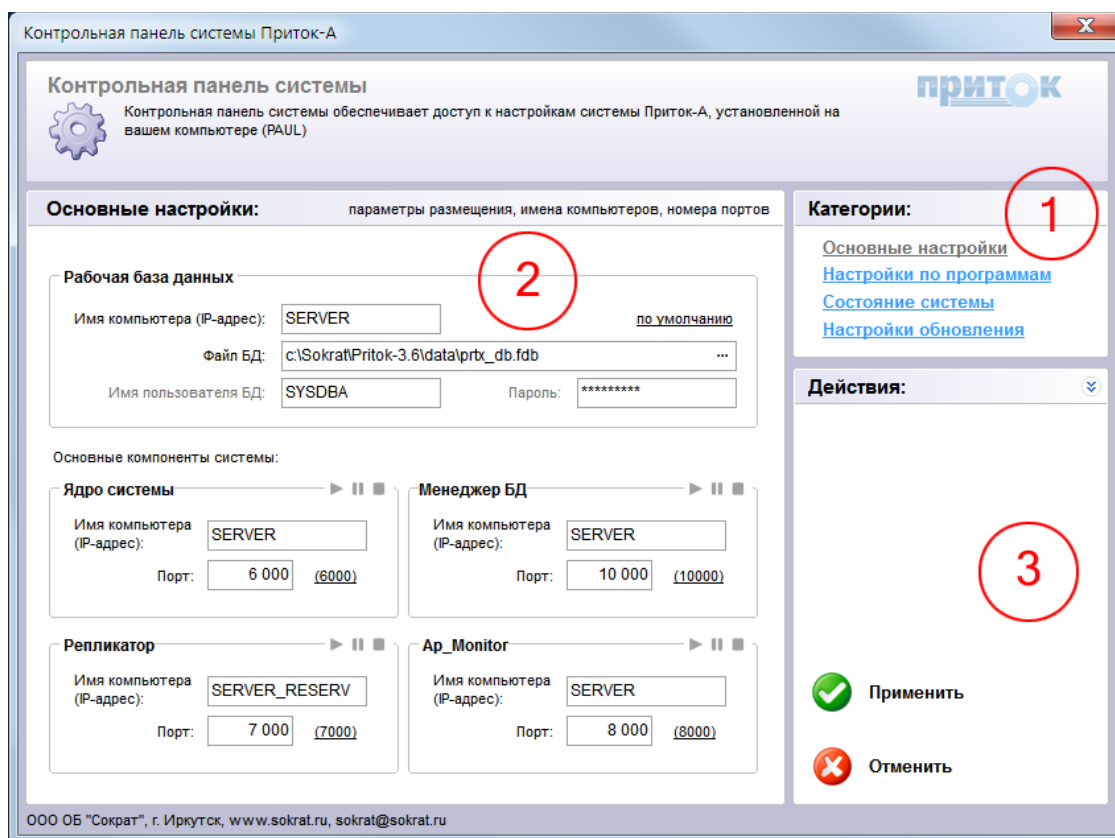 Контрольная панель системы Приток-А
Контрольная панель системы
Контрольная панель системы обеспечивает доступ к настройкам системы Приток-А, установленной на
вашем компьютере (PAUL)
ПРИТОК
Основные настройки:
параметры размещения, имена компьютеров, номера портов
2
Рабочая база данных
Имя компьютера (IP-адрес): SERVER по умолчанию
Файл БД: c:\Sokrat\Pritok-3.6\data\prtx_db.fdb ...
Имя пользователя БД: SYSDBA Пароль: *********
Основные компоненты системы:
Ядро системы
Имя компьютера
(IP-адрес): SERVER
Порт: 6 000 (6000)
Менеджер БД
Имя компьютера
(IP-адрес): SERVER
Порт: 10 000 (10000)
Репликатор
Имя компьютера
(IP-адрес): SERVER_RESERV
Порт: 7 000 (7000)
Ap_Monitor
Имя компьютера
(IP-адрес): SERVER
Порт: 8 000 (8000)
Категории:
1
Основные настройки
Настройки по программам
Состояние системы
Настройки обновления
Действия:
3
Применить
Отменить
ООО ОБ "Сократ", г. Иркутск, www.sokrat.ru, sokrat@sokrat.ru